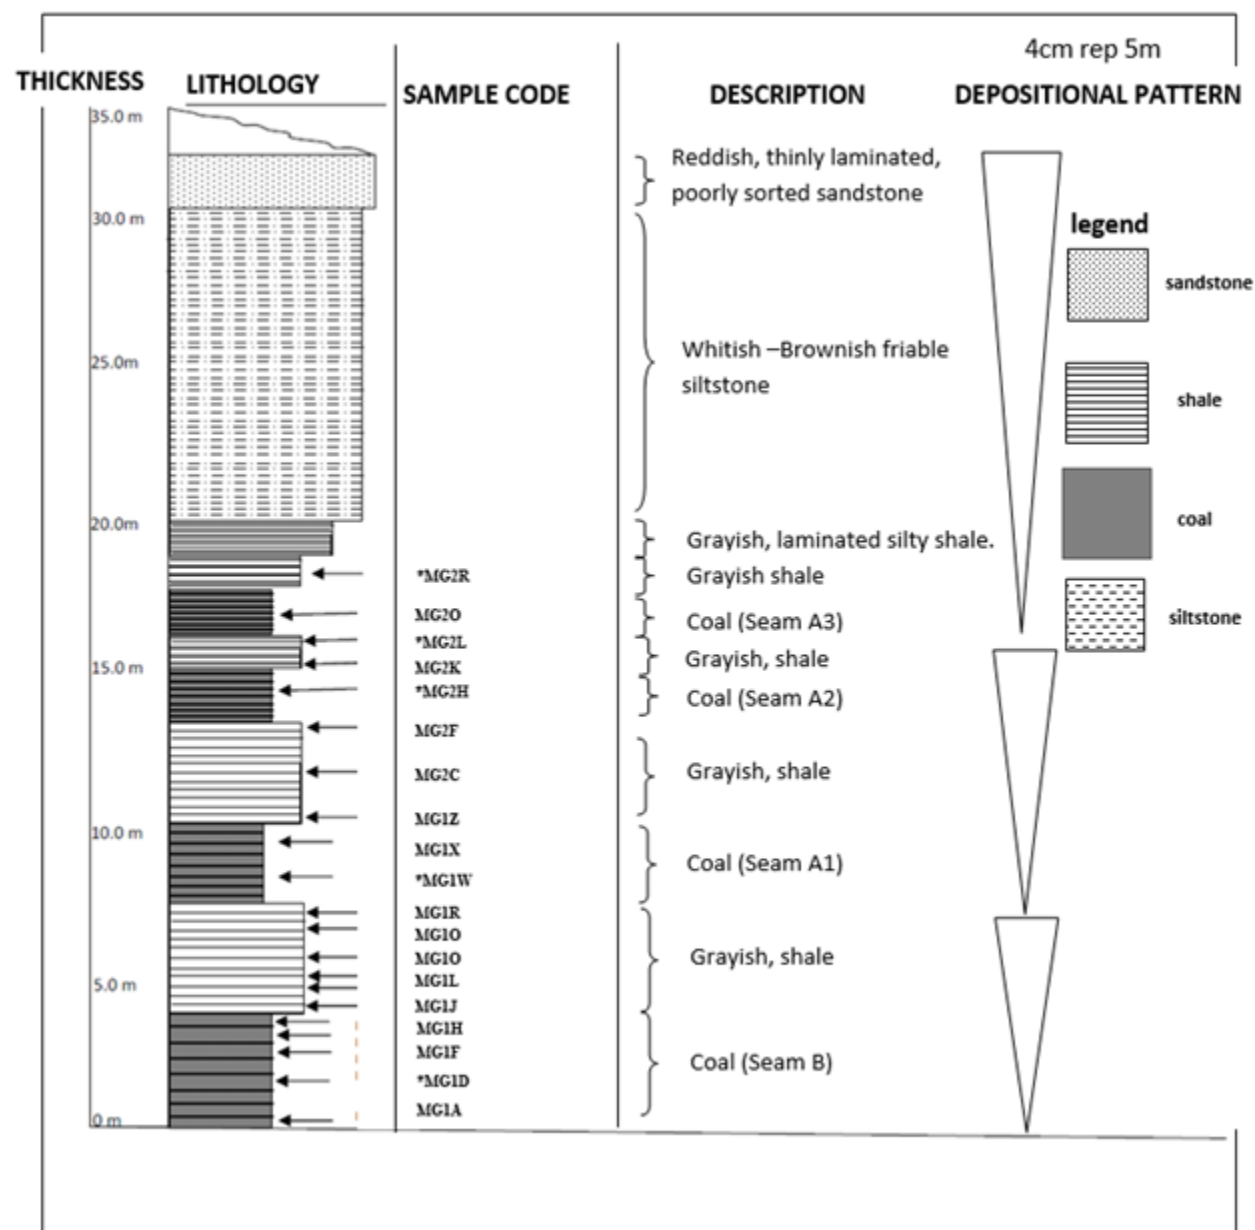 4cm rep 5m
THICKNESS
LITHOLOGY
SAMPLE CODE
DESCRIPTION
DEPOSITIONAL PATTERN
35.0 m
30.0 m
25.0m
20.0m
15.0 m
10.0 m
5.0 m
0 m
*MG2R
MG2O
*MG2L
MG2K
*MG2H
MG2F
MG2C
MG1Z
MG1X
*MG1W
MG1R
MG1O
MG1O
MG1L
MG1J
MG1H
MG1F
*MG1D
MG1A
Reddish, thinly laminated,
poorly sorted sandstone
Whitish –Brownish friable
siltstone
Grayish, laminated silty shale.
Grayish shale
Coal (Seam A3)
Grayish, shale
Coal (Seam A2)
Grayish, shale
Coal (Seam A1)
Grayish, shale
Coal (Seam B)
legend
sandstone
shale
coal
siltstone